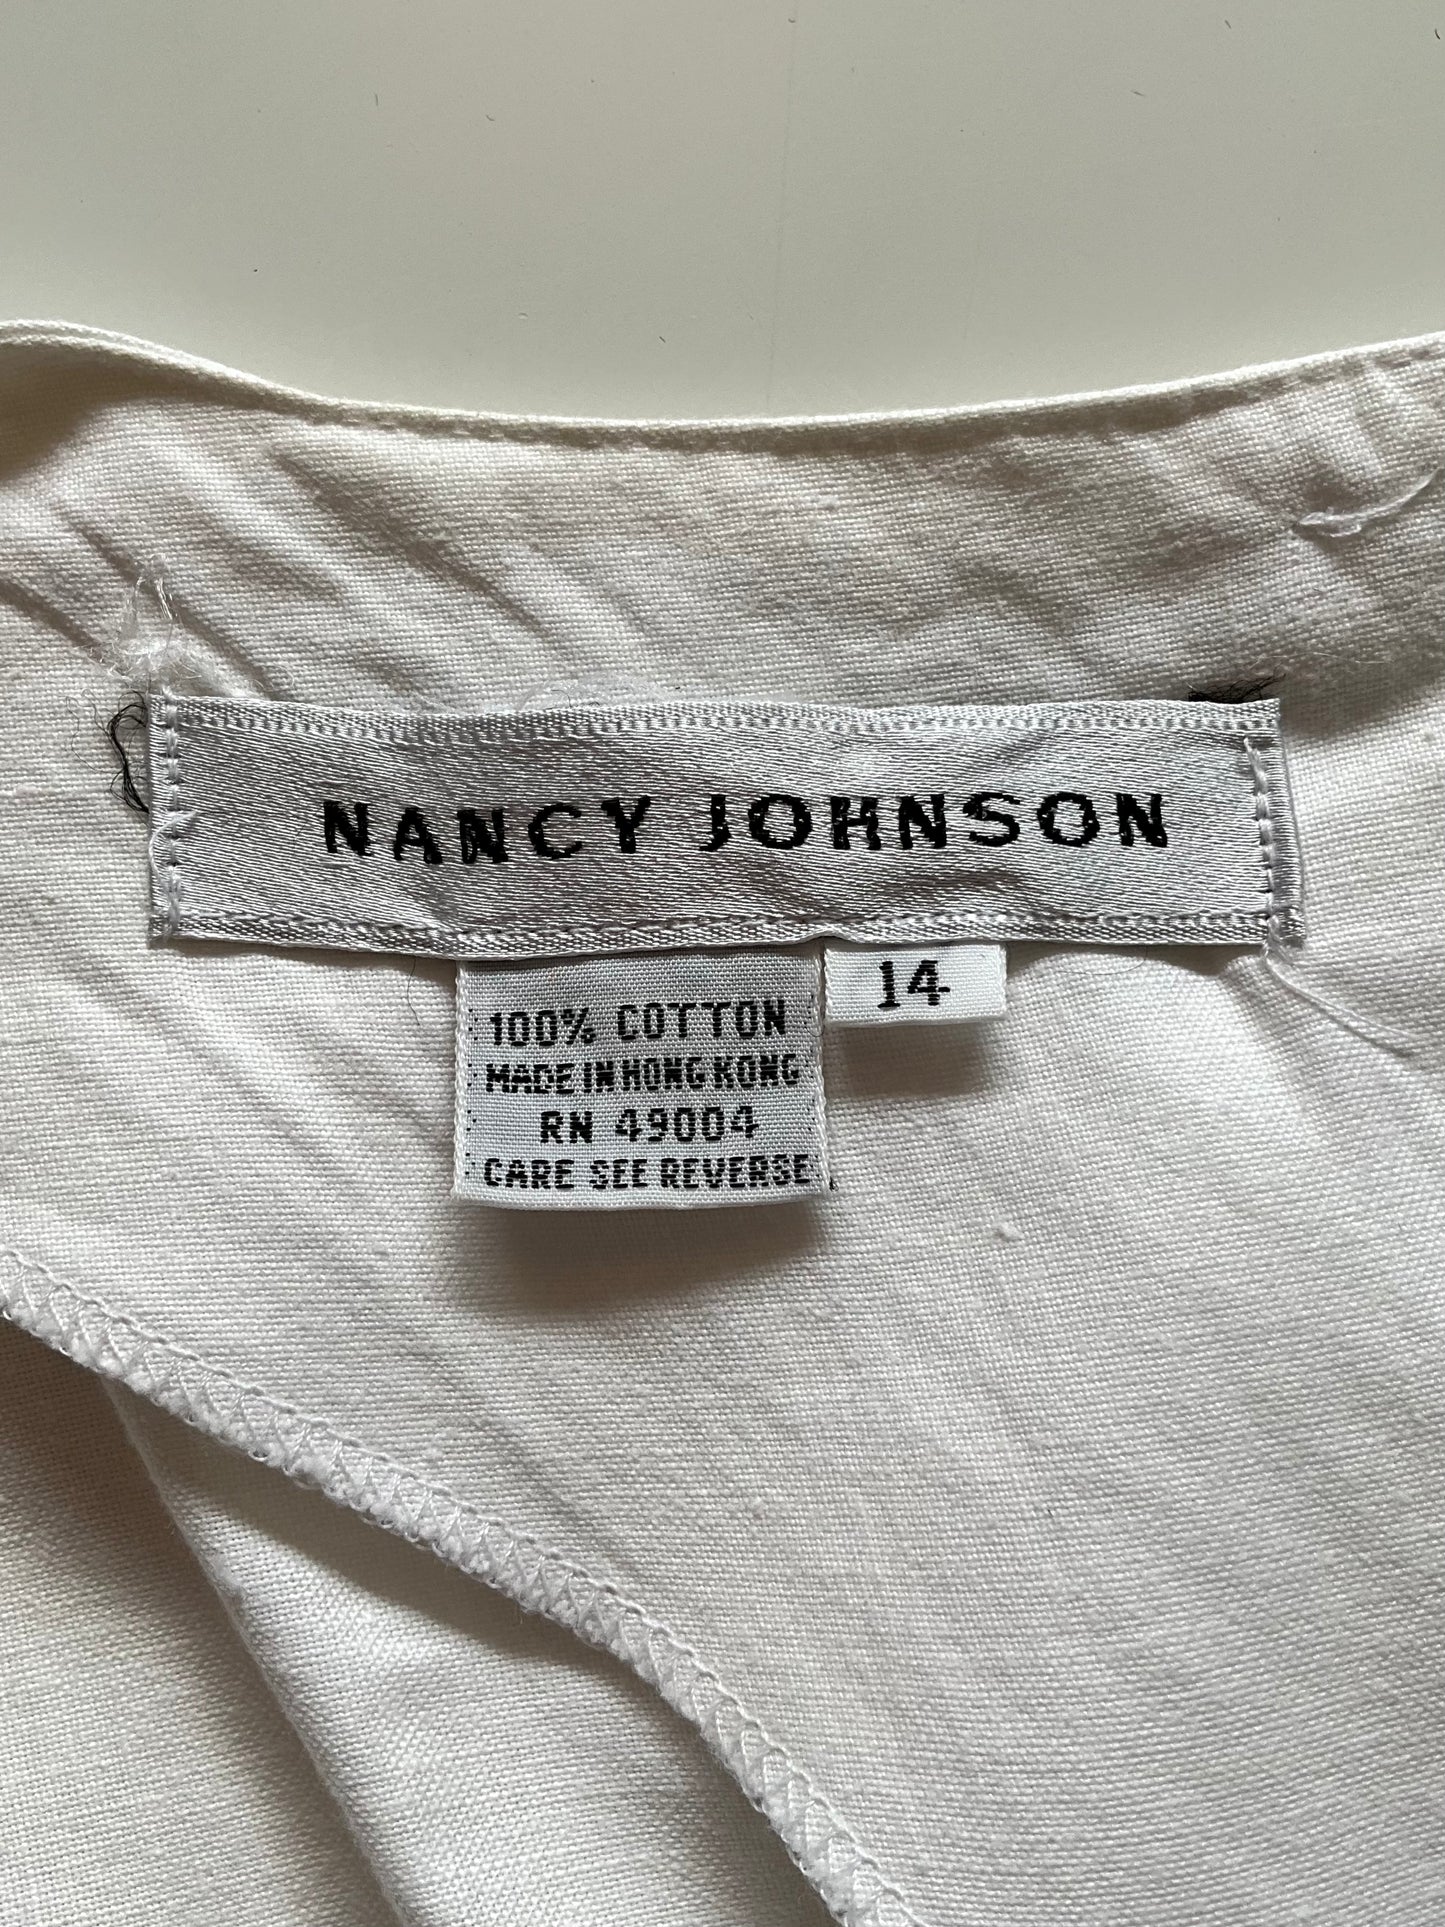 NANCY JOHNSON
14
100% COTTON
MADE IN HONG KONG
RN 49004
CARE SEE REVERSE